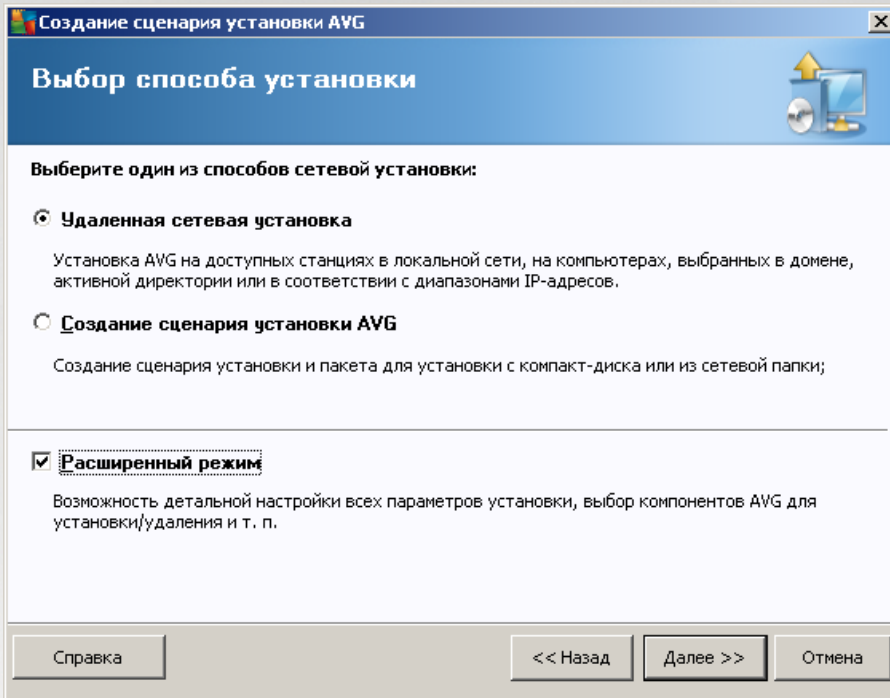 Создание сценария установки AVG
Выбор способа установки
Выберите один из способов сетевой установки:
Удаленная сетевая установка
Установка AVG на доступных станциях в локальной сети, на компьютерах, выбранных в домене,
активной директории или в соответствии с диапазонами IP-адресов.
Создание сценария установки AVG
Создание сценария установки и пакета для установки с компакт-диска или из сетевой папки;
Расширенный режим
Возможность детальной настройки всех параметров установки, выбор компонентов AVG для
установки/удаления и т. п.
Справка
<< Назад
Далее >>
Отмена